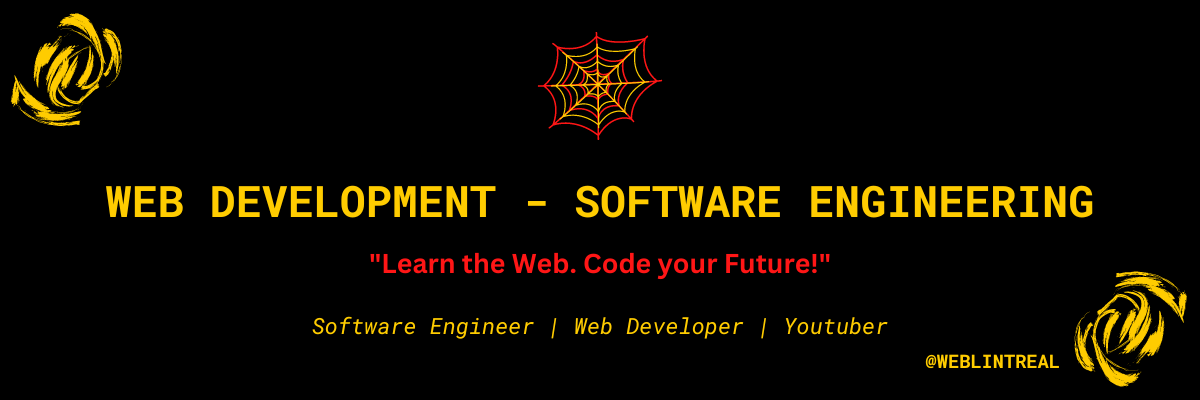 WEB DEVELOPMENT - SOFTWARE ENGINEERING
"Learn the Web. Code your Future!"
Software Engineer | Web Developer | Youtuber
@WEBLINTREAL